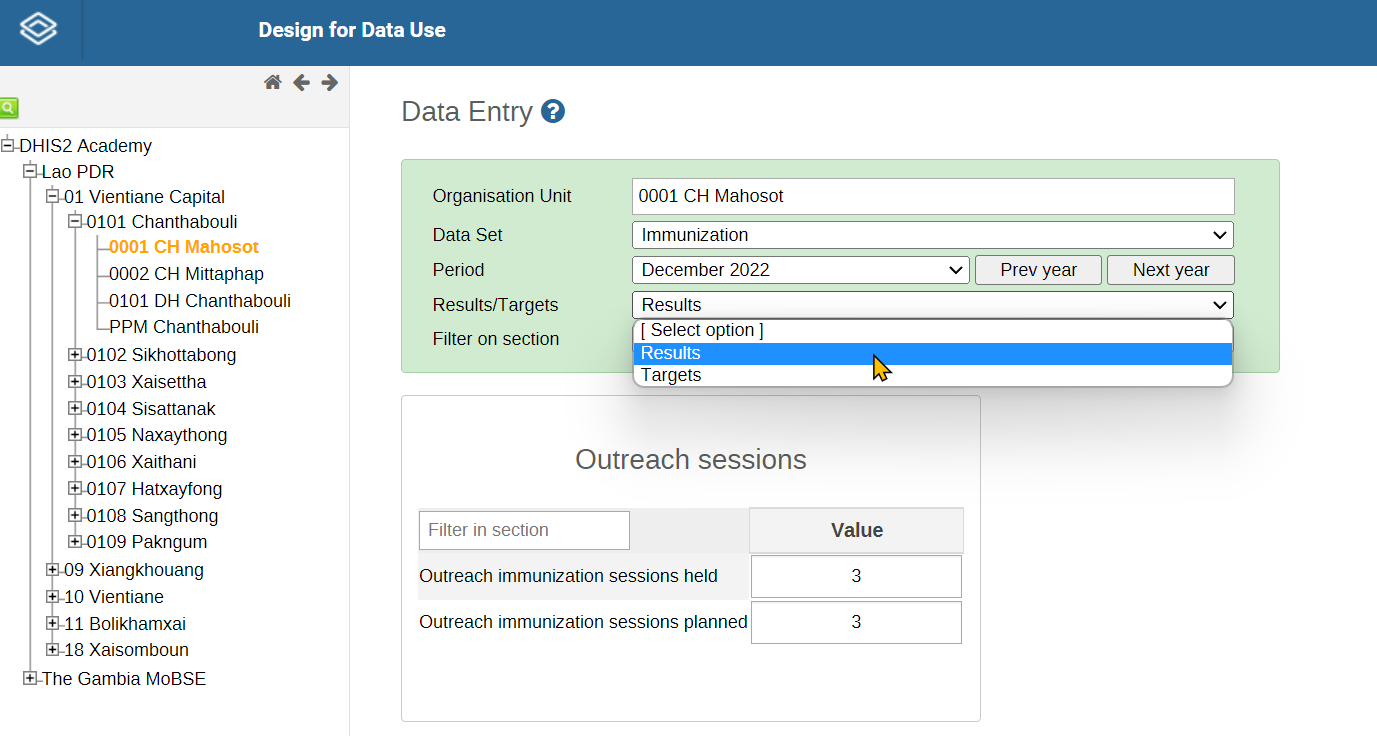 Design for Data Use
DHIS2 Academy
Lao PDR
01 Vientiane Capital
0101 Chanthabouli
0001 CH Mahosot
0002 CH Mittaphap
0101 DH Chanthabouli
PPM Chanthabouli
0102 Sikhottabong
0103 Xaisettha
0104 Sisattanak
0105 Naxaythong
0106 Xaithani
0107 Hatxayfong
0108 Sangthong
0109 Pakngum
09 Xiangkhouang
10 Vientiane
11 Bolikhamxai
18 Xaisomboun
The Gambia MoBSE
Data Entry ?
Organisation Unit 0001 CH Mahosot
Data Set Immunization
Period December 2022 Prev year Next year
Results/Targets Results
[ Select option ]
Filter on section
Results
Targets
Outreach sessions
Filter in section Value
Outreach immunization sessions held 3
Outreach immunization sessions planned 3